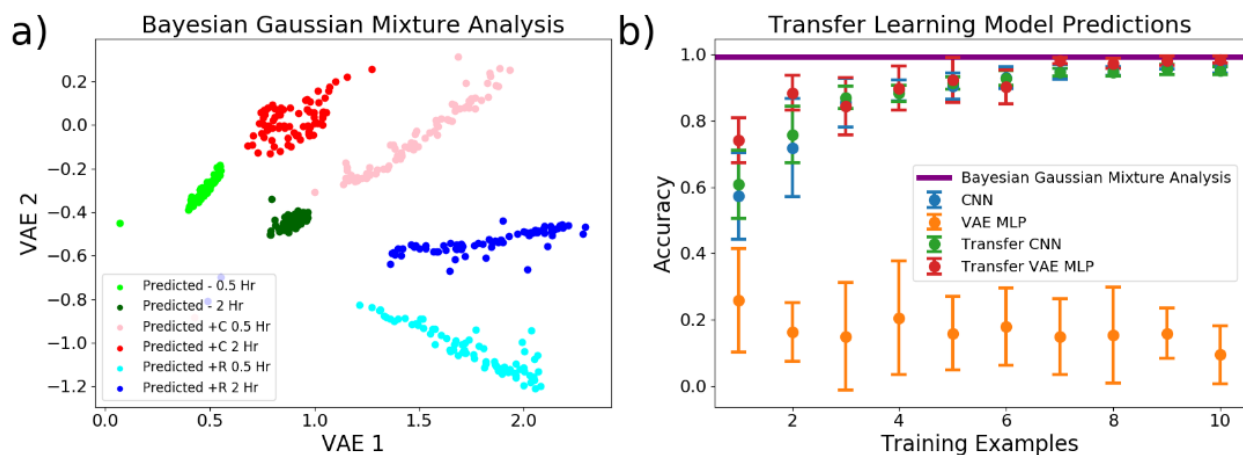 a)
Bayesian Gaussian Mixture Analysis
VAE 2
0.2
0.0
−0.2
−0.4
−0.6
−0.8
−1.0
−1.2
Predicted - 0.5 Hr
Predicted - 2 Hr
Predicted +C 0.5 Hr
Predicted +C 2 Hr
Predicted +R 0.5 Hr
Predicted +R 2 Hr
0.0 0.5 1.0 1.5 2.0
VAE 1
b)
Transfer Learning Model Predictions
Accuracy
1.0
0.8
0.6
0.4
0.2
0.0
Bayesian Gaussian Mixture Analysis
CNN
VAE MLP
Transfer CNN
Transfer VAE MLP
2 4 6 8 10
Training Examples